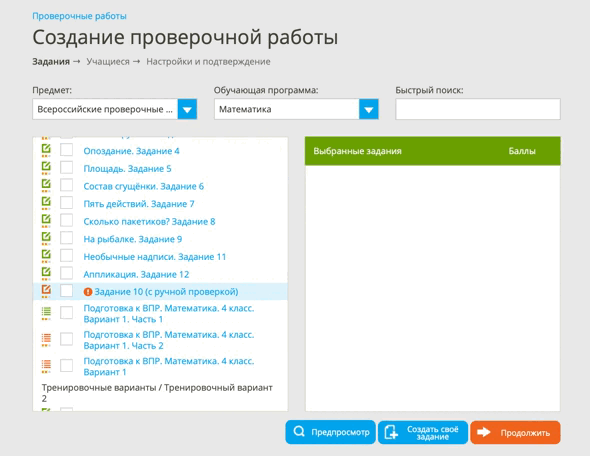 Проверочные работы
Создание проверочной работы
Задания → Учащиеся → Настройки и подтверждение
Предмет: Обучающая программа: Быстрый поиск:
Всероссийские проверочные ... Математика
Выбранные задания Баллы
Опоздание. Задание 4
Площадь. Задание 5
Состав сгущёнки. Задание 6
Пять действий. Задание 7
Сколько пакетиков? Задание 8
На рыбалке. Задание 9
Необычные надписи. Задание 11
Аппликация. Задание 12
Задание 10 (с ручной проверкой)
Подготовка к ВПР. Математика. 4 класс.
Вариант 1. Часть 1
Подготовка к ВПР. Математика. 4 класс.
Вариант 1. Часть 2
Подготовка к ВПР. Математика. 4 класс.
Вариант 1
Тренировочные варианты / Тренировочный вариант
2
Предпросмотр
Создать своё
задание
Продолжить